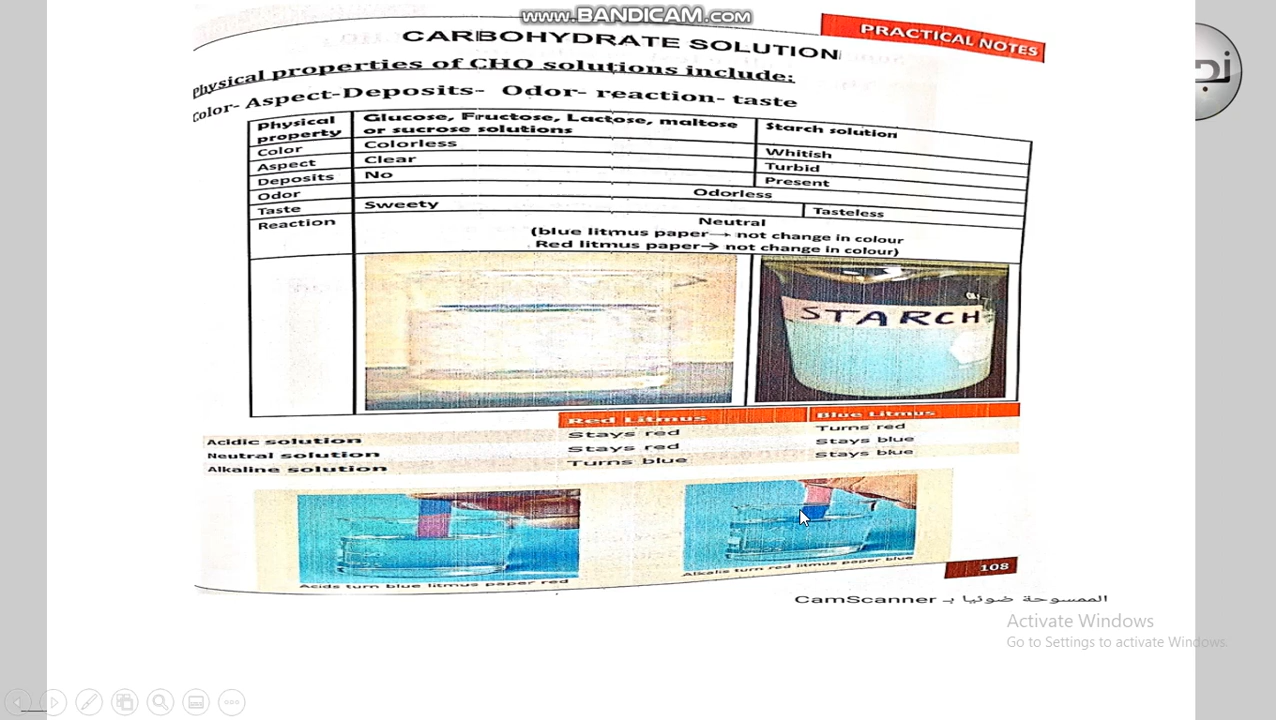 www.BANDICAM.com
PRACTICAL NOTES
CARBOHYDRATE SOLUTION
Physical properties of CHO solutions include:
Color- Aspect-Deposits- Odor- reaction- taste
Physical property Glucose, Fructose, Lactose, maltose or sucrose solutions Starch solution
Color Colorless Whitish
Aspect Clear Turbid
Deposits No Present
Odor Odorless
Taste Sweety Tasteless
Reaction Neutral
(blue litmus paper→ not change in colour
Red litmus paper→ not change in colour)
STARCH
Red Litmus Blue Litmus
Acidic solution Stays red Turns red
Neutral solution Stays red Stays blue
Alkaline solution Turns blue Stays blue
Acids turn blue litmus paper red
Alkalis turn red litmus paper blue
108
الممسوحة ضوئيا بـ CamScanner
Activate Windows
Go to Settings to activate Windows.